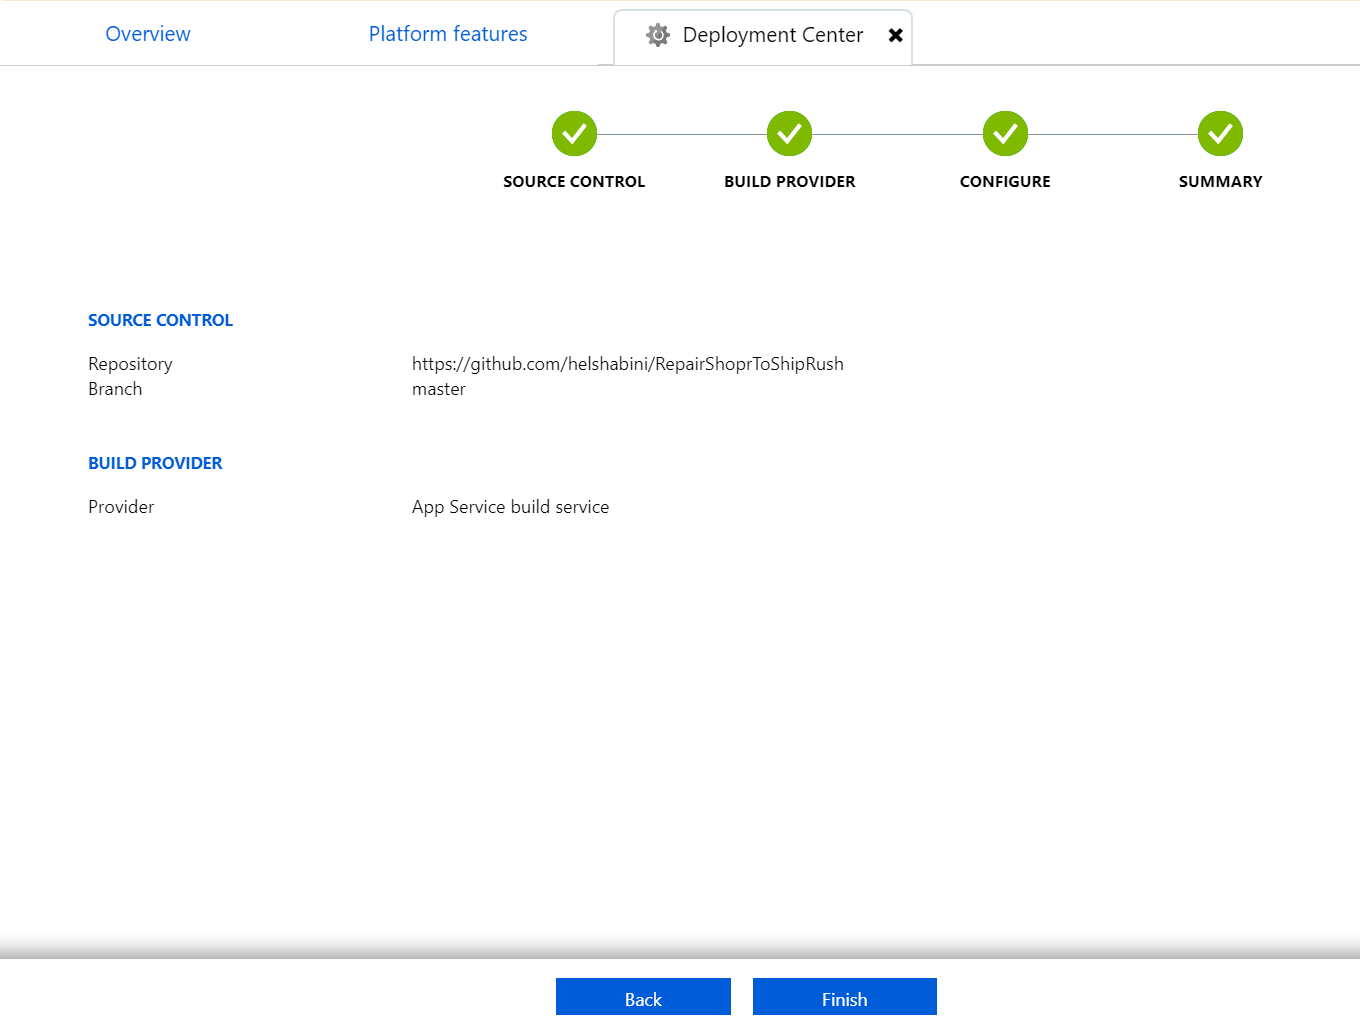 Overview Platform features Deployment Center
SOURCE CONTROL BUILD PROVIDER CONFIGURE SUMMARY
SOURCE CONTROL
Repository https://github.com/helshabini/RepairShoprToShipRush
Branch master
BUILD PROVIDER
Provider App Service build service
Back Finish